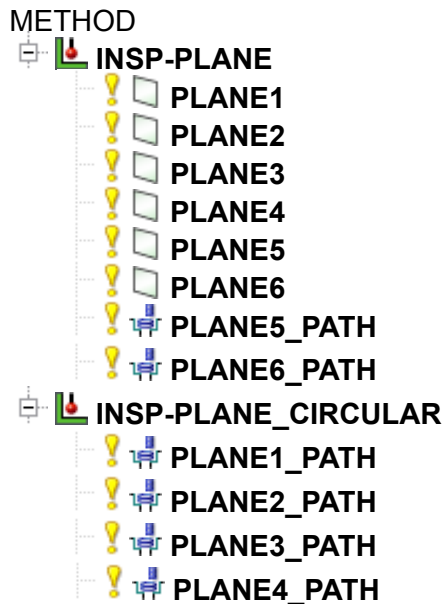 METHOD
INSP-PLANE
PLANE1
PLANE2
PLANE3
PLANE4
PLANE5
PLANE6
PLANE5_PATH
PLANE6_PATH
INSP-PLANE_CIRCULAR
PLANE1_PATH
PLANE2_PATH
PLANE3_PATH
PLANE4_PATH